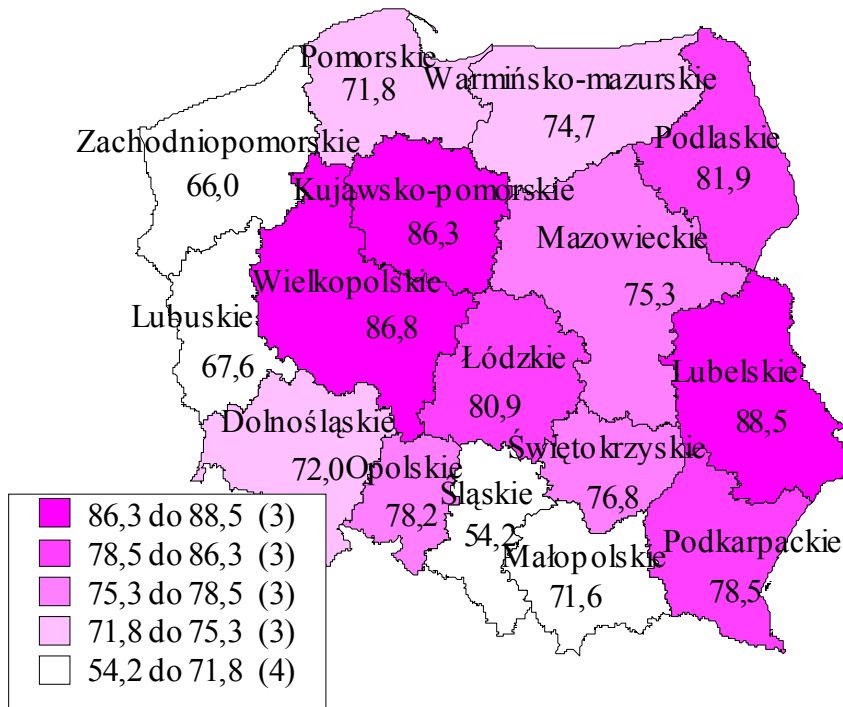 Pomorskie
71,8
Warmińsko-mazurskie
74,7
Zachodniopomorskie
66,0
Podlaskie
81,9
Kujawsko-pomorskie
86,3
Mazowieckie
75,3
Wielkopolskie
86,8
Lubuskie
67,6
Łódzkie
80,9
Lubelskie
88,5
Dolnośląskie
72,0
Opolskie
78,2
Śląskie
54,2
Świętokrzyskie
76,8
Małopolskie
71,6
Podkarpackie
78,5
86,3 do 88,5 (3)
78,5 do 86,3 (3)
75,3 do 78,5 (3)
71,8 do 75,3 (3)
54,2 do 71,8 (4)